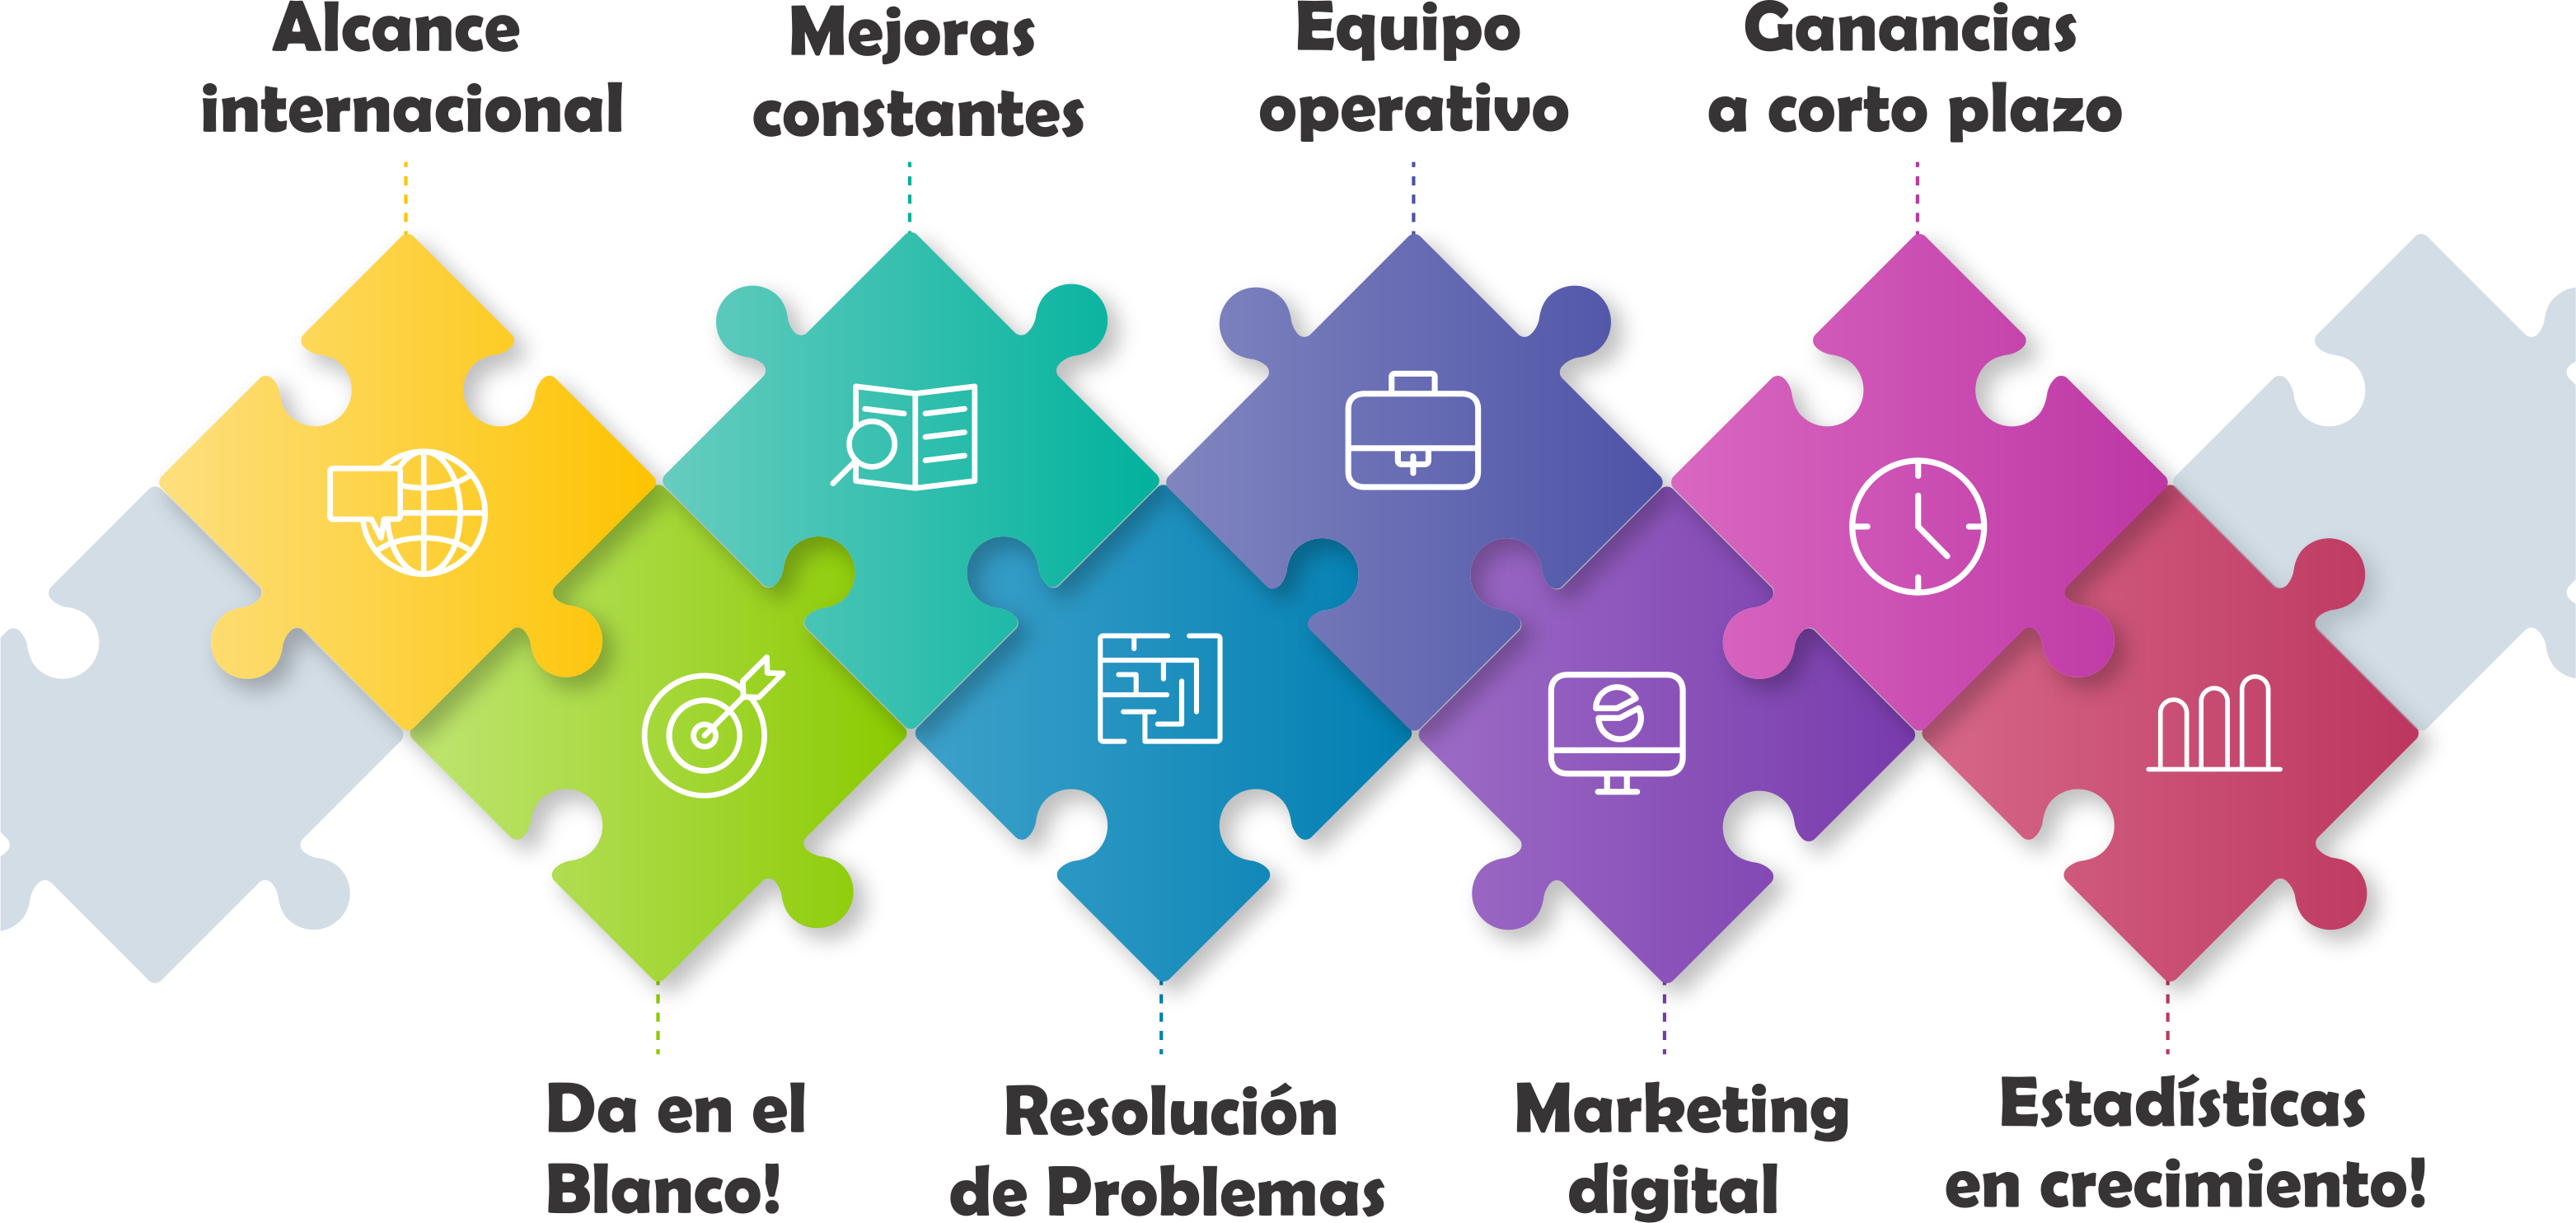 Alcance
internacional
Mejoras
constantes
Equipo
operativo
Ganancias
a corto plazo
Da en el
Blanco!
Resolución
de Problemas
Marketing
digital
Estadísticas
en crecimiento!